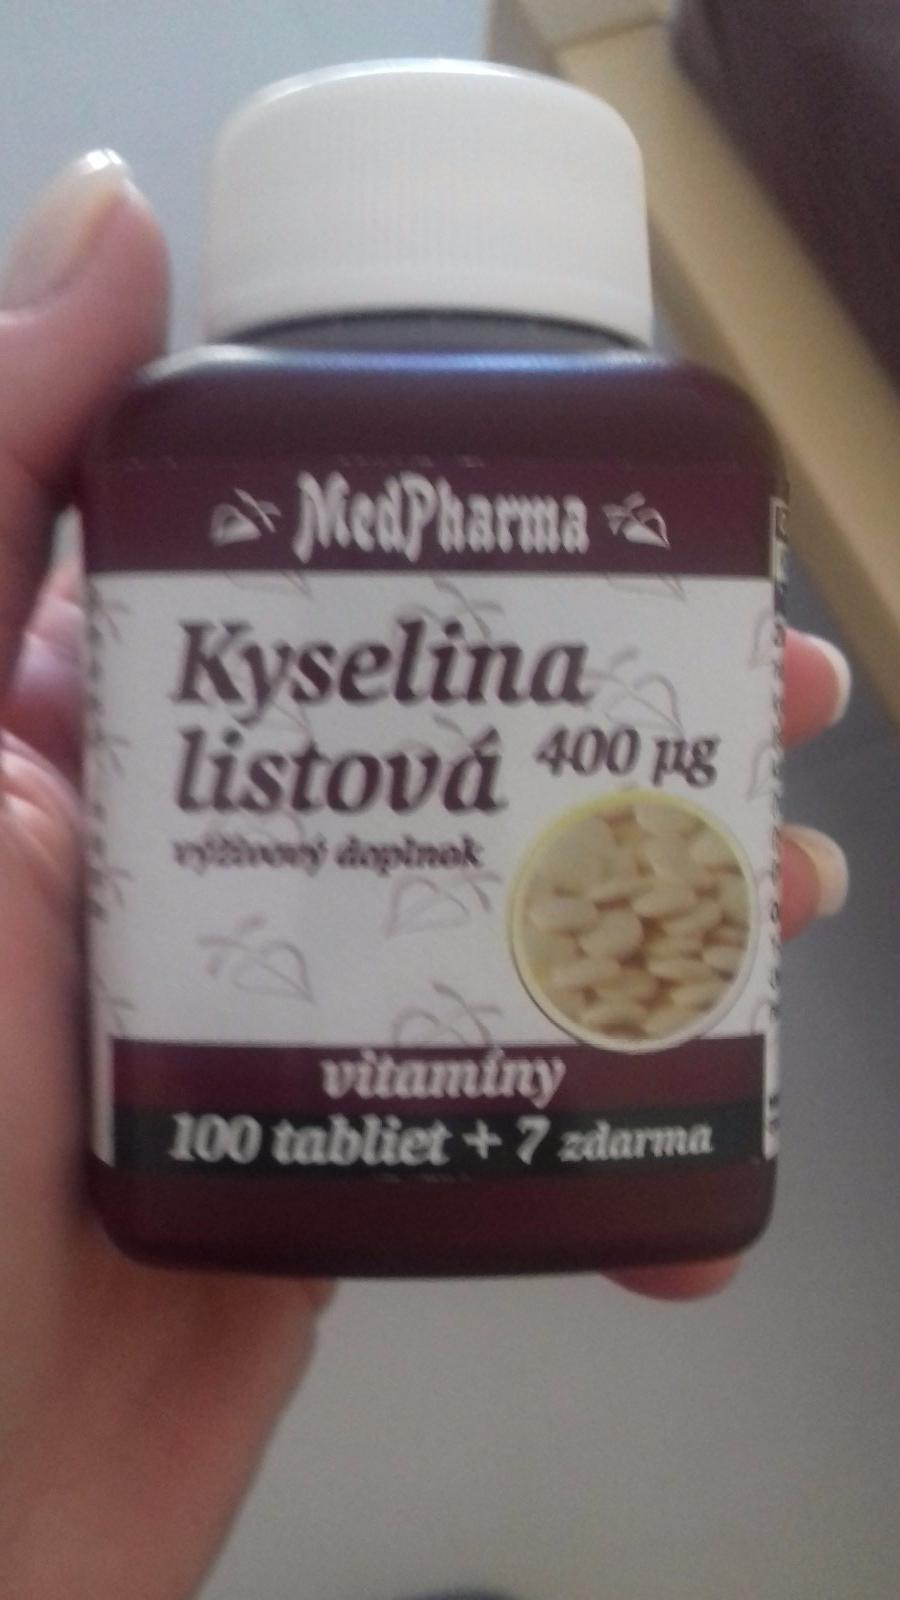 MedPharma
Kyselina
listová 400 µg
výživový doplnok
vitamíny
100 tabliet + 7 zdarma